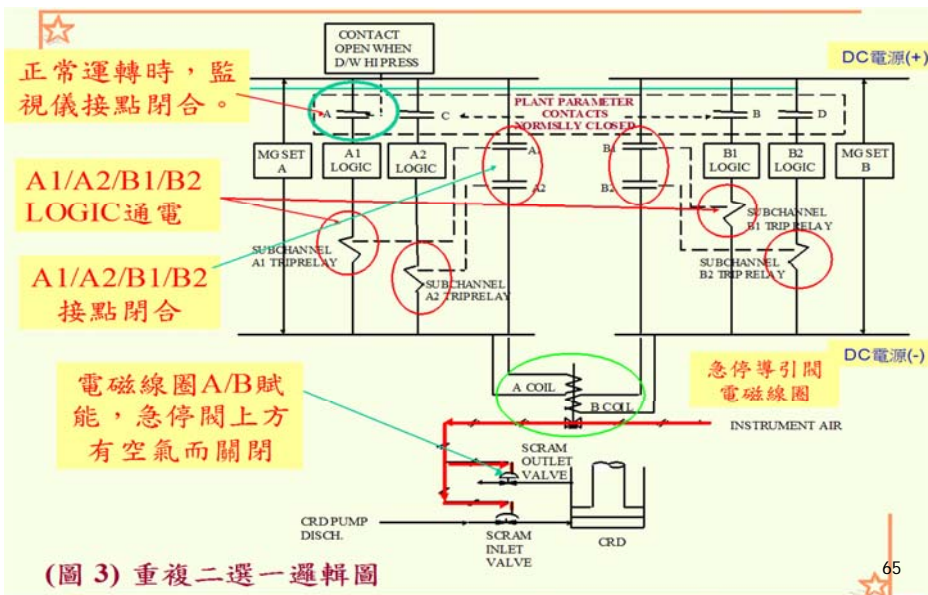 CONTACT
OPEN WHEN
D/W HI PRESS
DC電源(+)
正常運轉時，監
視儀接點閉合。
PLANT PARAMETER
CONTACTS
NORMSLLY CLOSED
A
C
B
D
MG SET
A
A1
LOGIC
A2
LOGIC
A1
A2
B1
B2
B1
LOGIC
B2
LOGIC
MG SET
B
A1/A2/B1/B2
LOGIC通電
SUBCHANNEL
A1 TRIPRELAY
SUBCHANNEL
A2 TRIPRELAY
SUBCHANNEL
B1 TRIP RELAY
SUBCHANNEL
B2 TRIP RELAY
A1/A2/B1/B2
接點閉合
DC電源(-)
電磁線圈A/B賦
能，急停閥上方
有空氣而關閉
A COIL
B COIL
急停導引閥
電磁線圈
INSTRUMENT AIR
SCRAM
OUTLET
VALVE
CRD PUMP
DISCH.
SCRAM
INLET
VALVE
CRD
(圖 3) 重複二選一邏輯圖
65